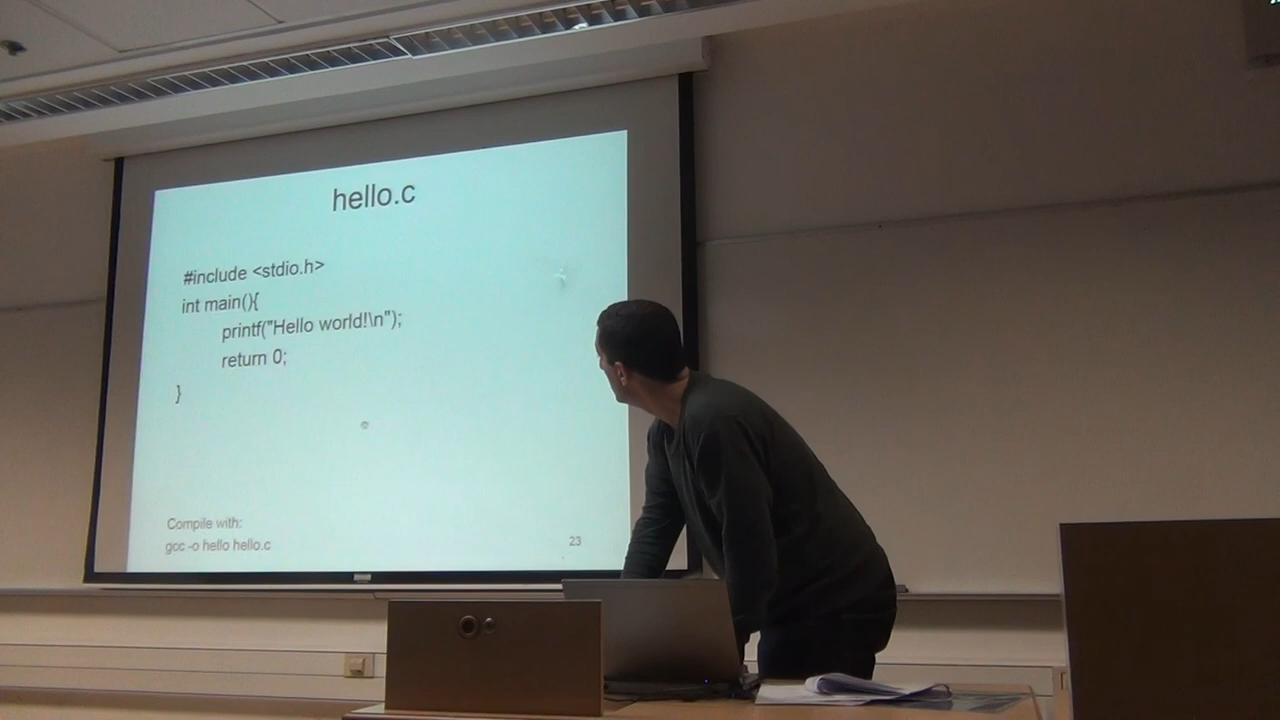 hello.c
#include <stdio.h>
int main(){
printf("Hello world!\n");
return 0;
}
Compile with:
gcc -o hello hello.c
23